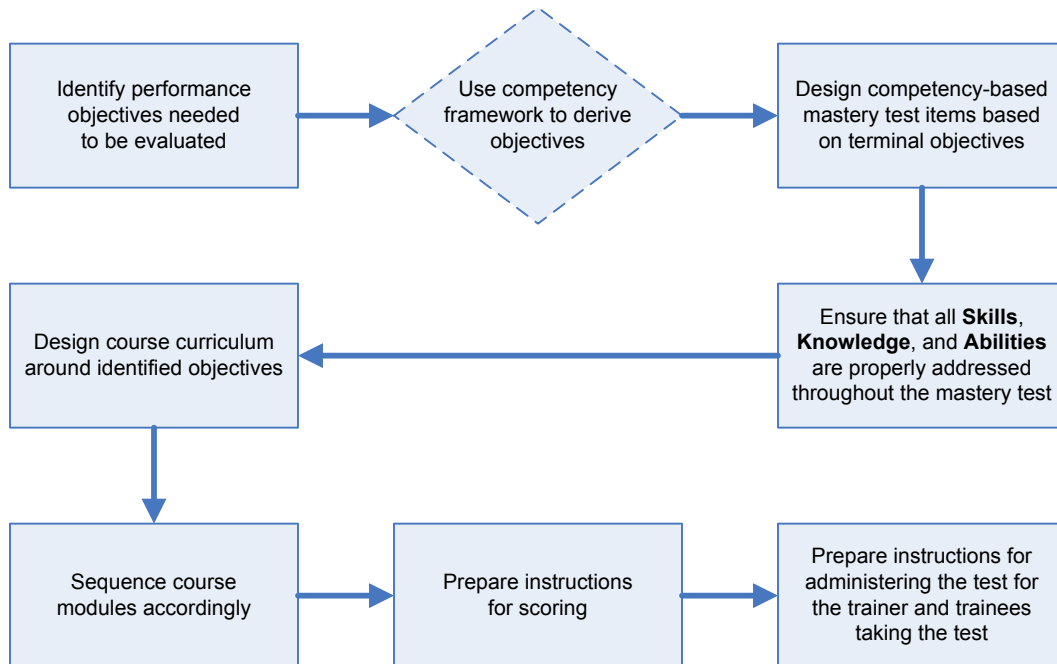 Identify performance
objectives needed
to be evaluated
Use competency
framework to derive
objectives
Design competency-based
mastery test items based
on terminal objectives
Ensure that all Skills,
Knowledge, and Abilities
are properly addressed
throughout the mastery test
Design course curriculum
around identified objectives
Sequence course
modules accordingly
Prepare instructions
for scoring
Prepare instructions for
administering the test for
the trainer and trainees
taking the test